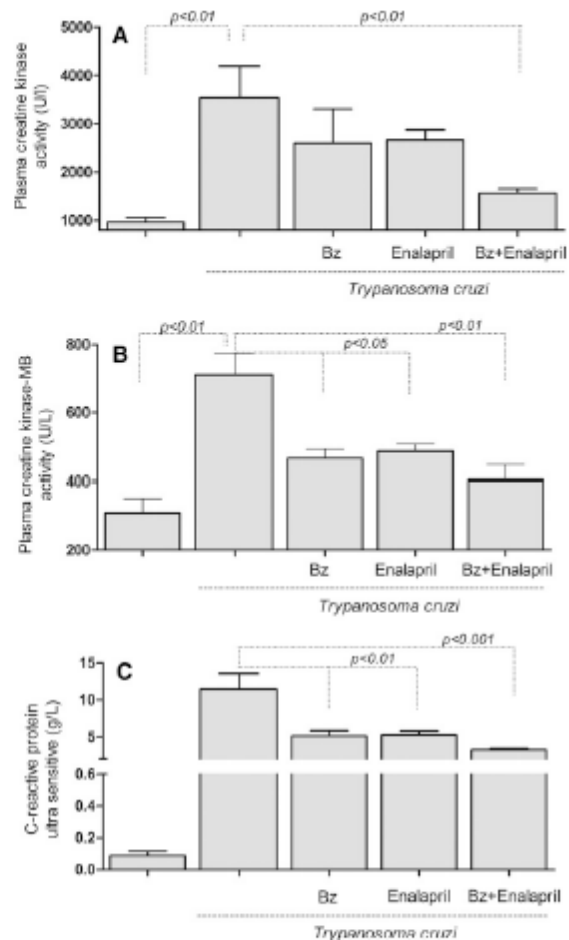 p<0.01 p<0.01
A
Plasma creatine kinase
activity (U/l)
5000
4000
3000
2000
1000
Bz Enalapril Bz+Enalapril
Trypanosoma cruzi
p<0.01 p<0.01
p<0.05
B
Plasma creatine kinase-MB
activity (U/L)
800
600
400
200
Bz Enalapril Bz+Enalapril
Trypanosoma cruzi
p<0.001
p<0.01
C
C-reactive protein
ultra sensitive (g/L)
15
10
5
0.6
0.4
0.2
0.0
Bz Enalapril Bz+Enalapril
Trypanosoma cruzi